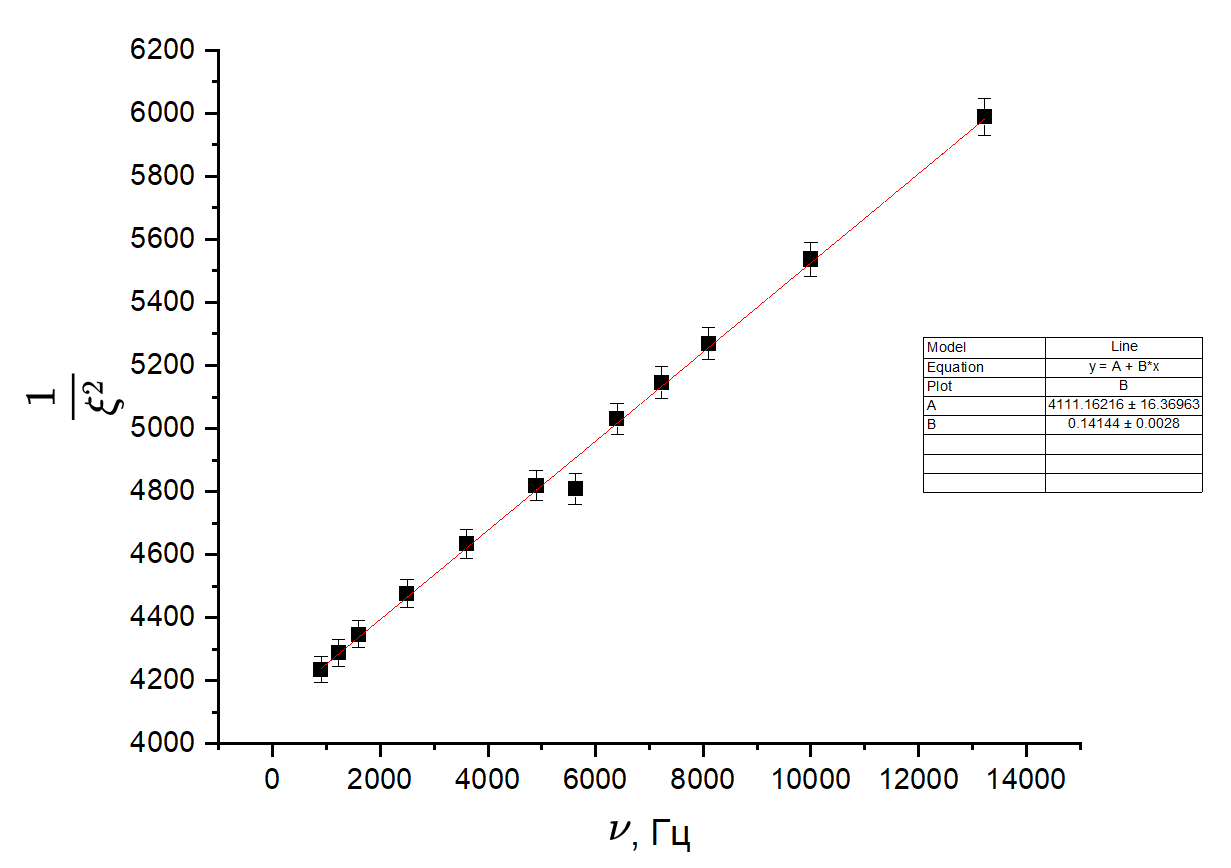 6200
6000
5800
5600
5400
5200
5000
4800
4600
4400
4200
4000
1
ξ²
0 2000 4000 6000 8000 10000 12000 14000
ν, Гц
Model Line
Equation y = A + B*x
Plot B
A 4111.16216 ± 16.36963
B 0.14144 ± 0.0028